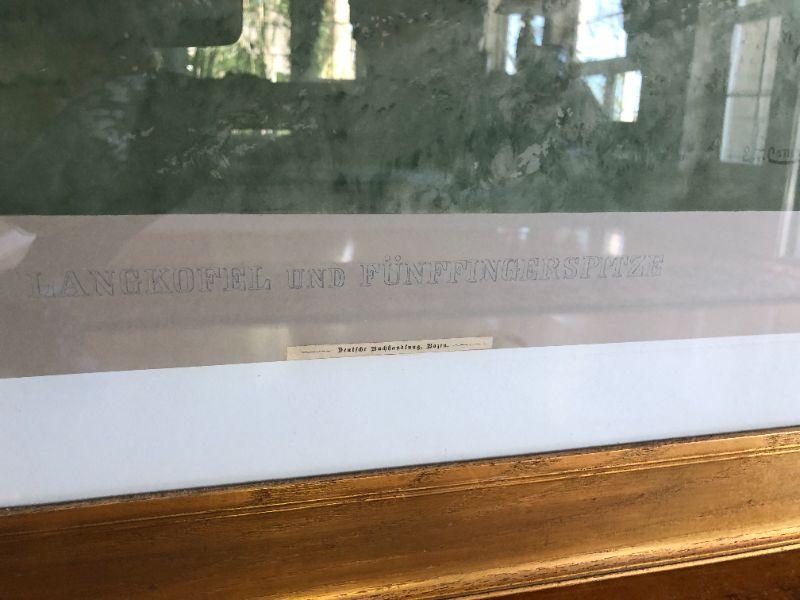 LANGKOFEL UND FÜNFFINGERSPITZE
Deutsche Buchhandlung, Bozen.